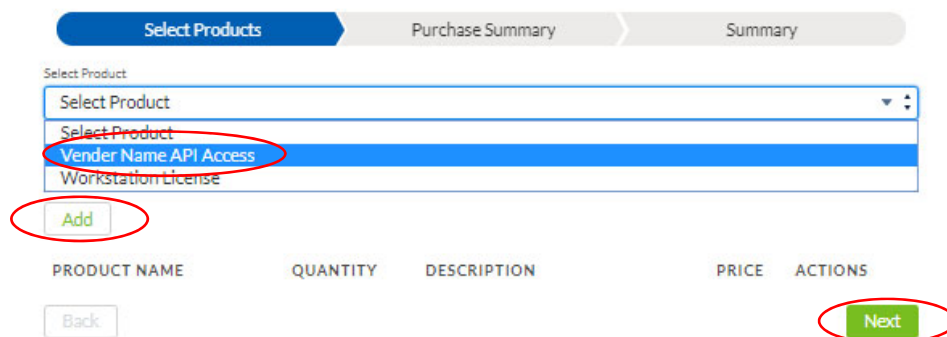 Select Products Purchase Summary Summary
Select Product
Select Product
Select Product
Vender Name API Access
Workstation License
Add
PRODUCT NAME QUANTITY DESCRIPTION PRICE ACTIONS
Back Next